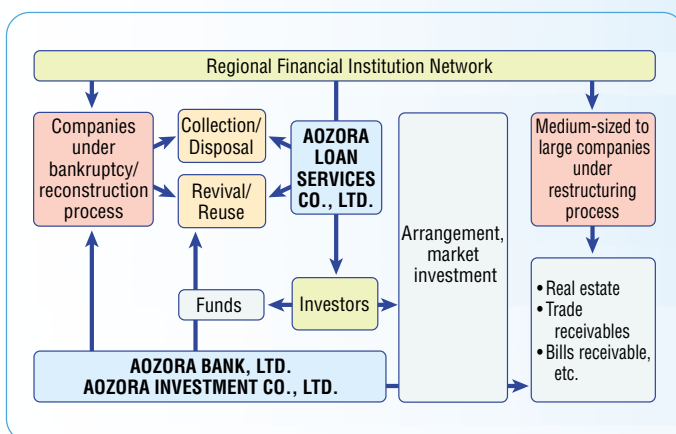 Regional Financial Institution Network
Companies
under
bankruptcy/
reconstruction
process
Collection/
Disposal
Revival/
Reuse
AOZORA
LOAN
SERVICES
CO., LTD.
Arrangement,
market
investment
Medium-sized to
large companies
under
restructuring
process
Funds
Investors
• Real estate
• Trade
receivables
• Bills receivable,
etc.
AOZORA BANK, LTD.
AOZORA INVESTMENT CO., LTD.